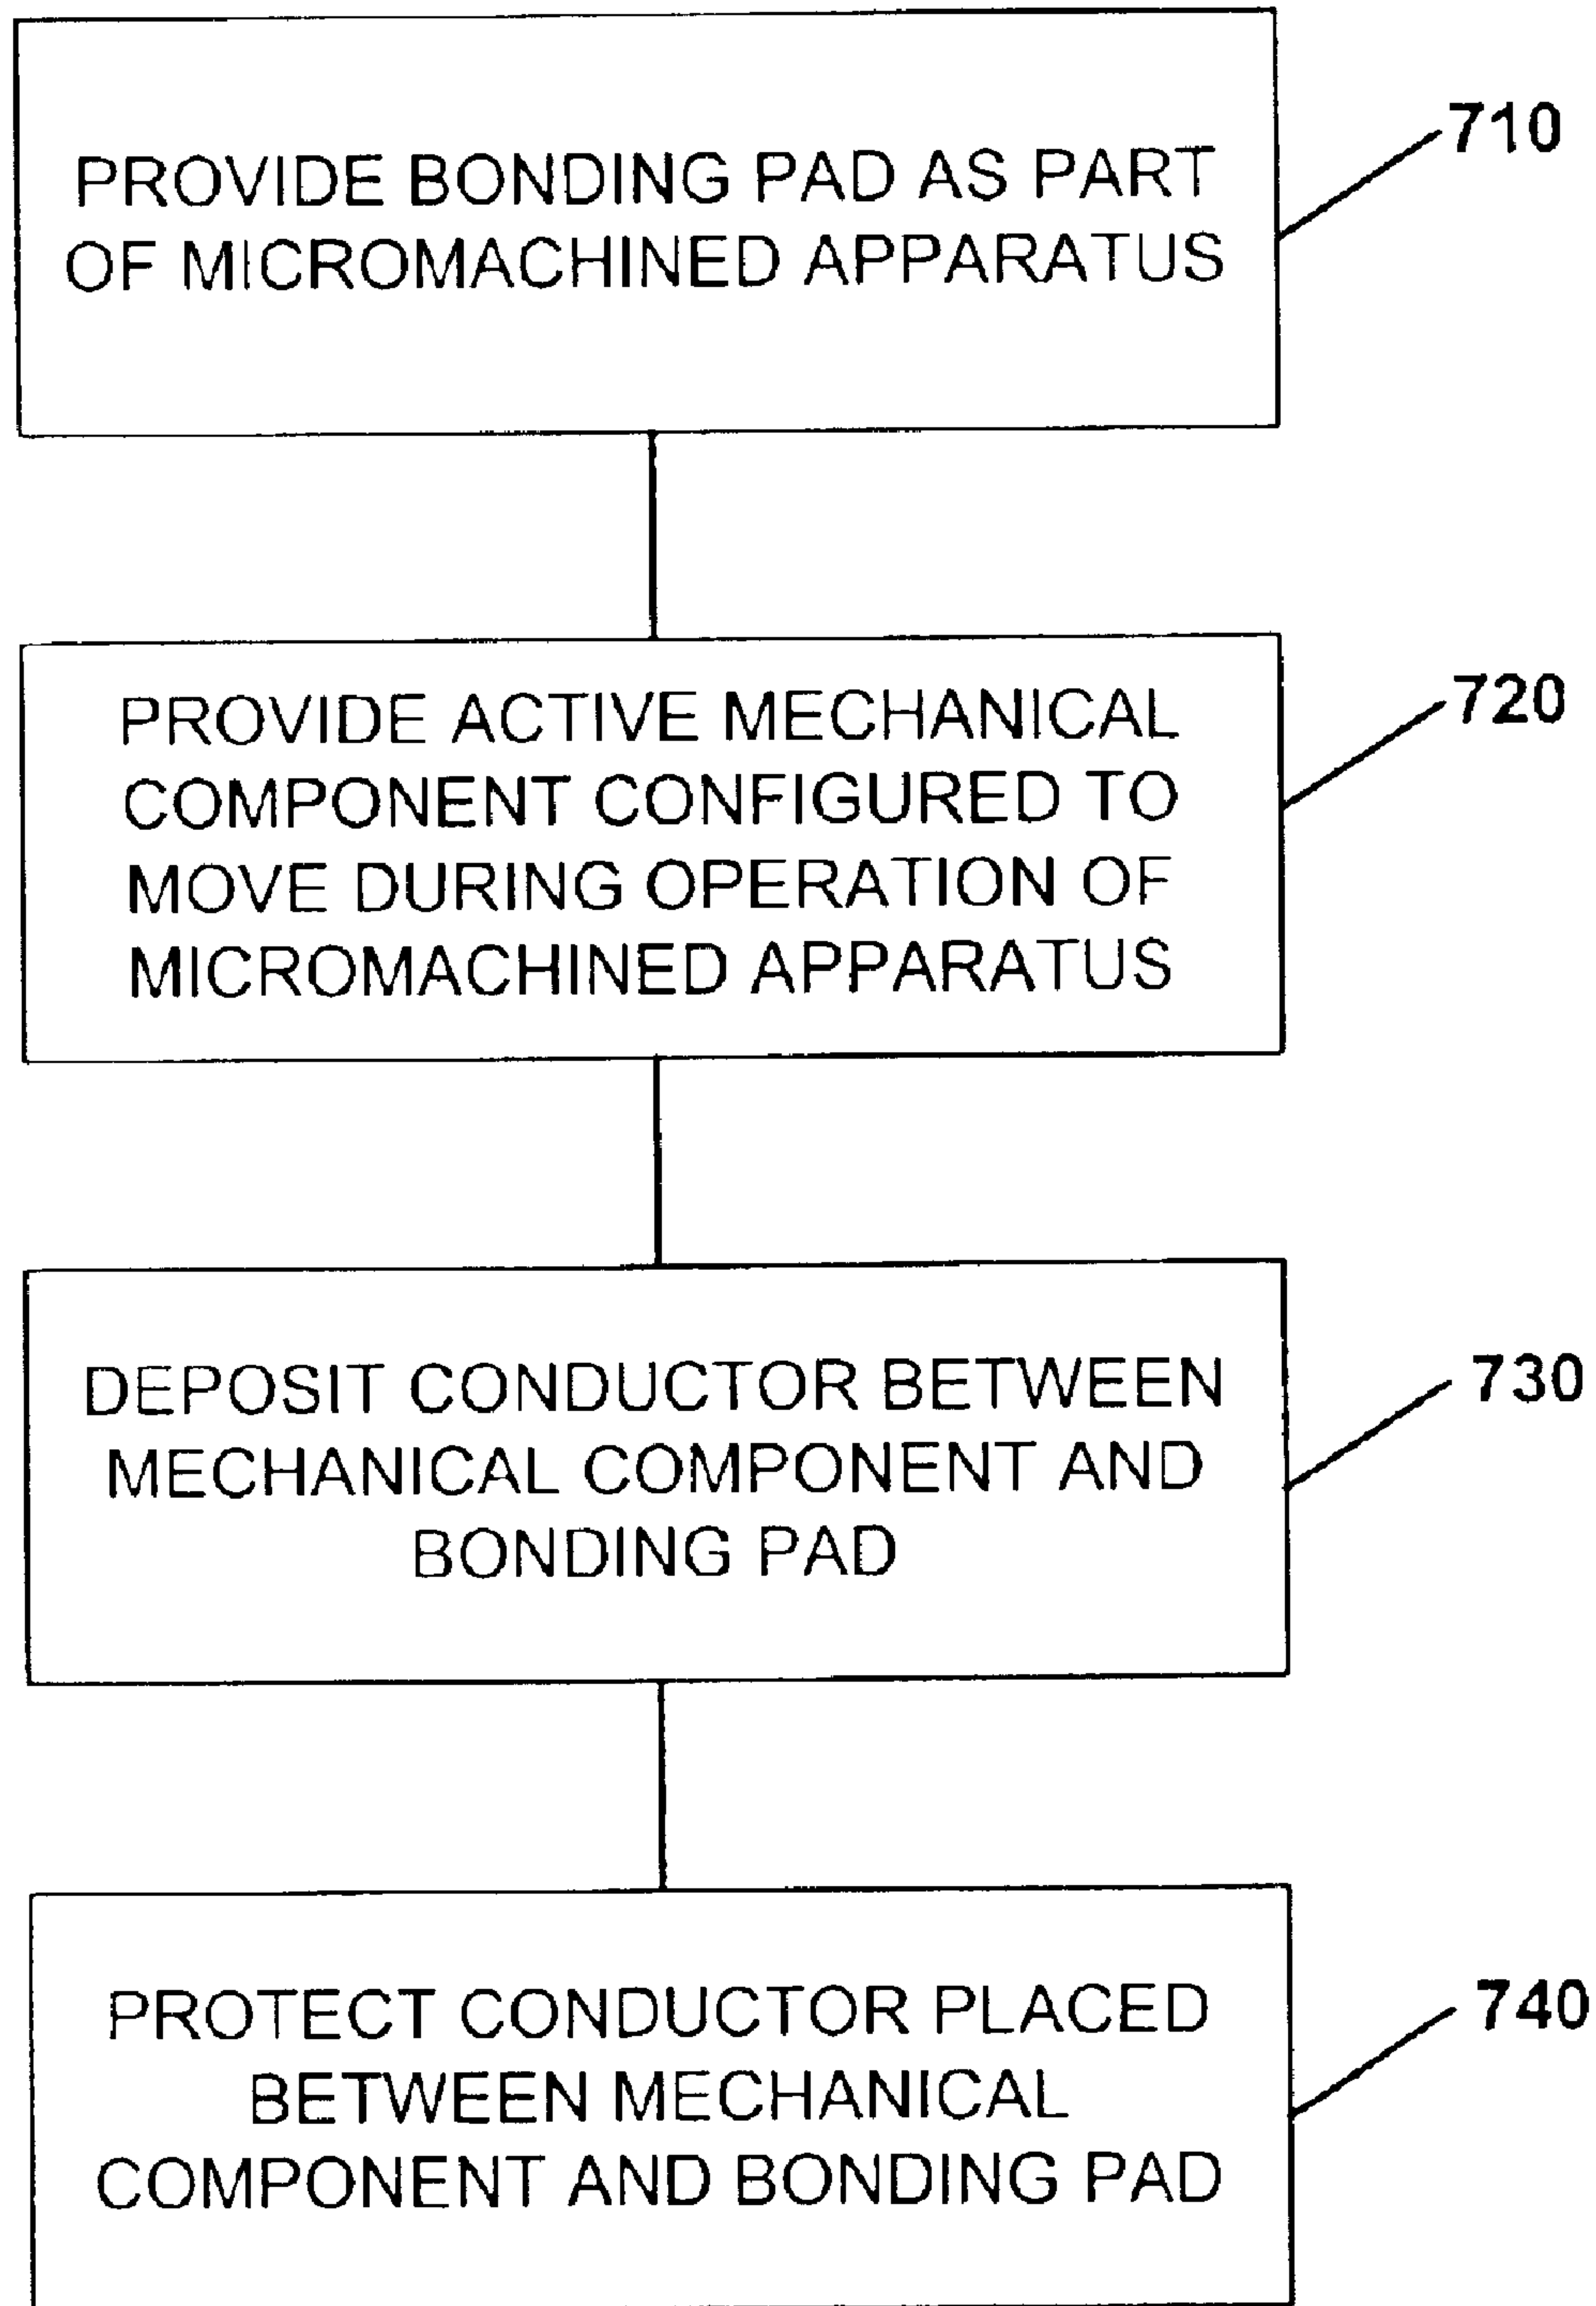 PROVIDE BONDING PAD AS PART
OF MICROMACHINED APPARATUS
710
PROVIDE ACTIVE MECHANICAL
COMPONENT CONFIGURED TO
MOVE DURING OPERATION OF
MICROMACHINED APPARATUS
720
DEPOSIT CONDUCTOR BETWEEN
MECHANICAL COMPONENT AND
BONDING PAD
730
PROTECT CONDUCTOR PLACED
BETWEEN MECHANICAL
COMPONENT AND BONDING PAD
740